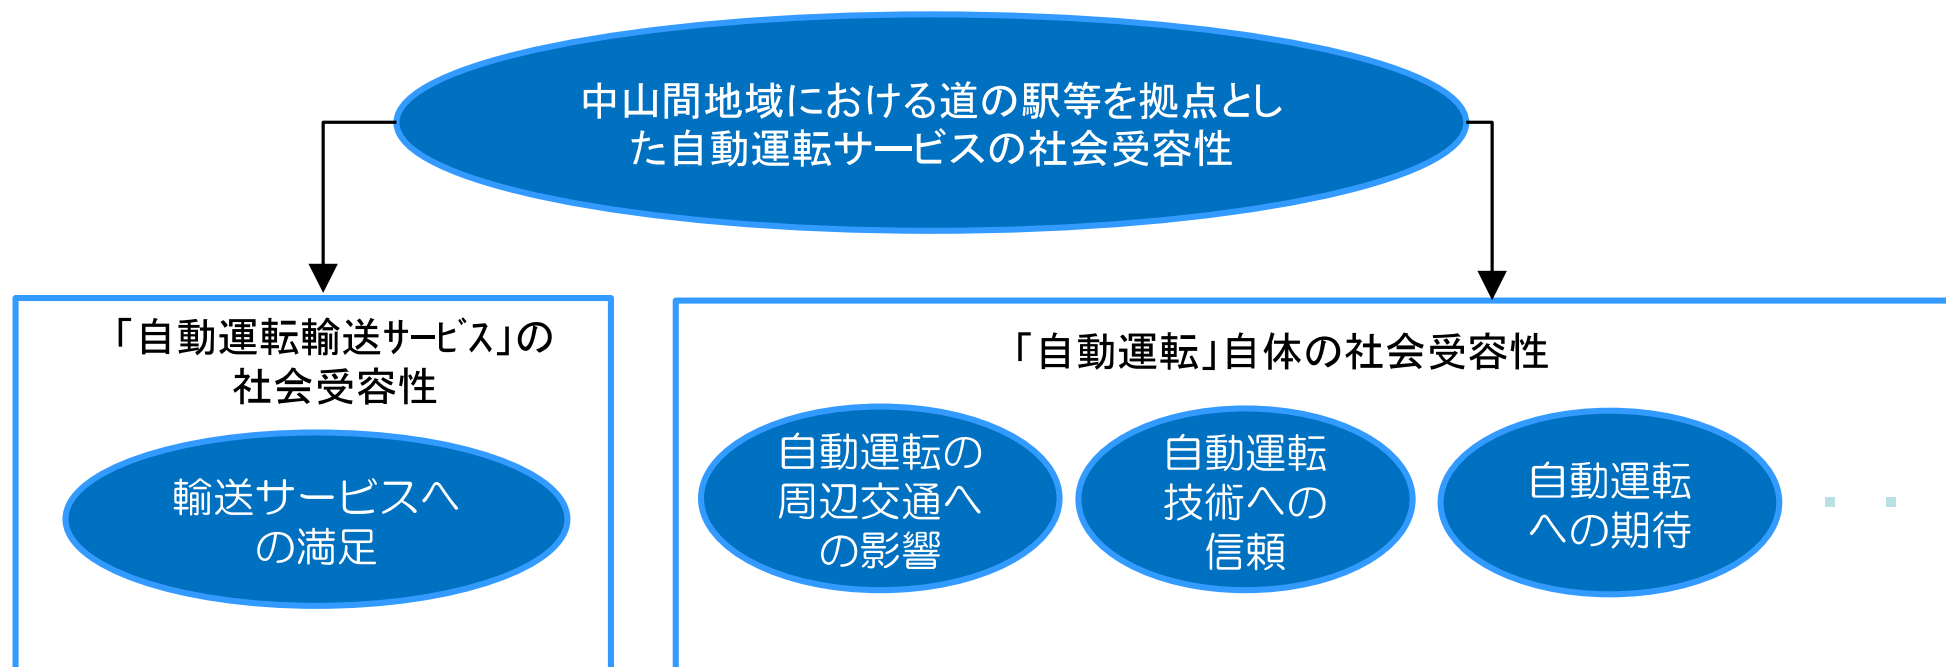 中山間地域における道の駅等を拠点とし
た自動運転サービスの社会受容性
「自動運転輸送サービス」の
社会受容性
輸送サービスへ
の満足
「自動運転」自体の社会受容性
自動運転の
周辺交通へ
の影響
自動運転
技術への
信頼
自動運転
への期待